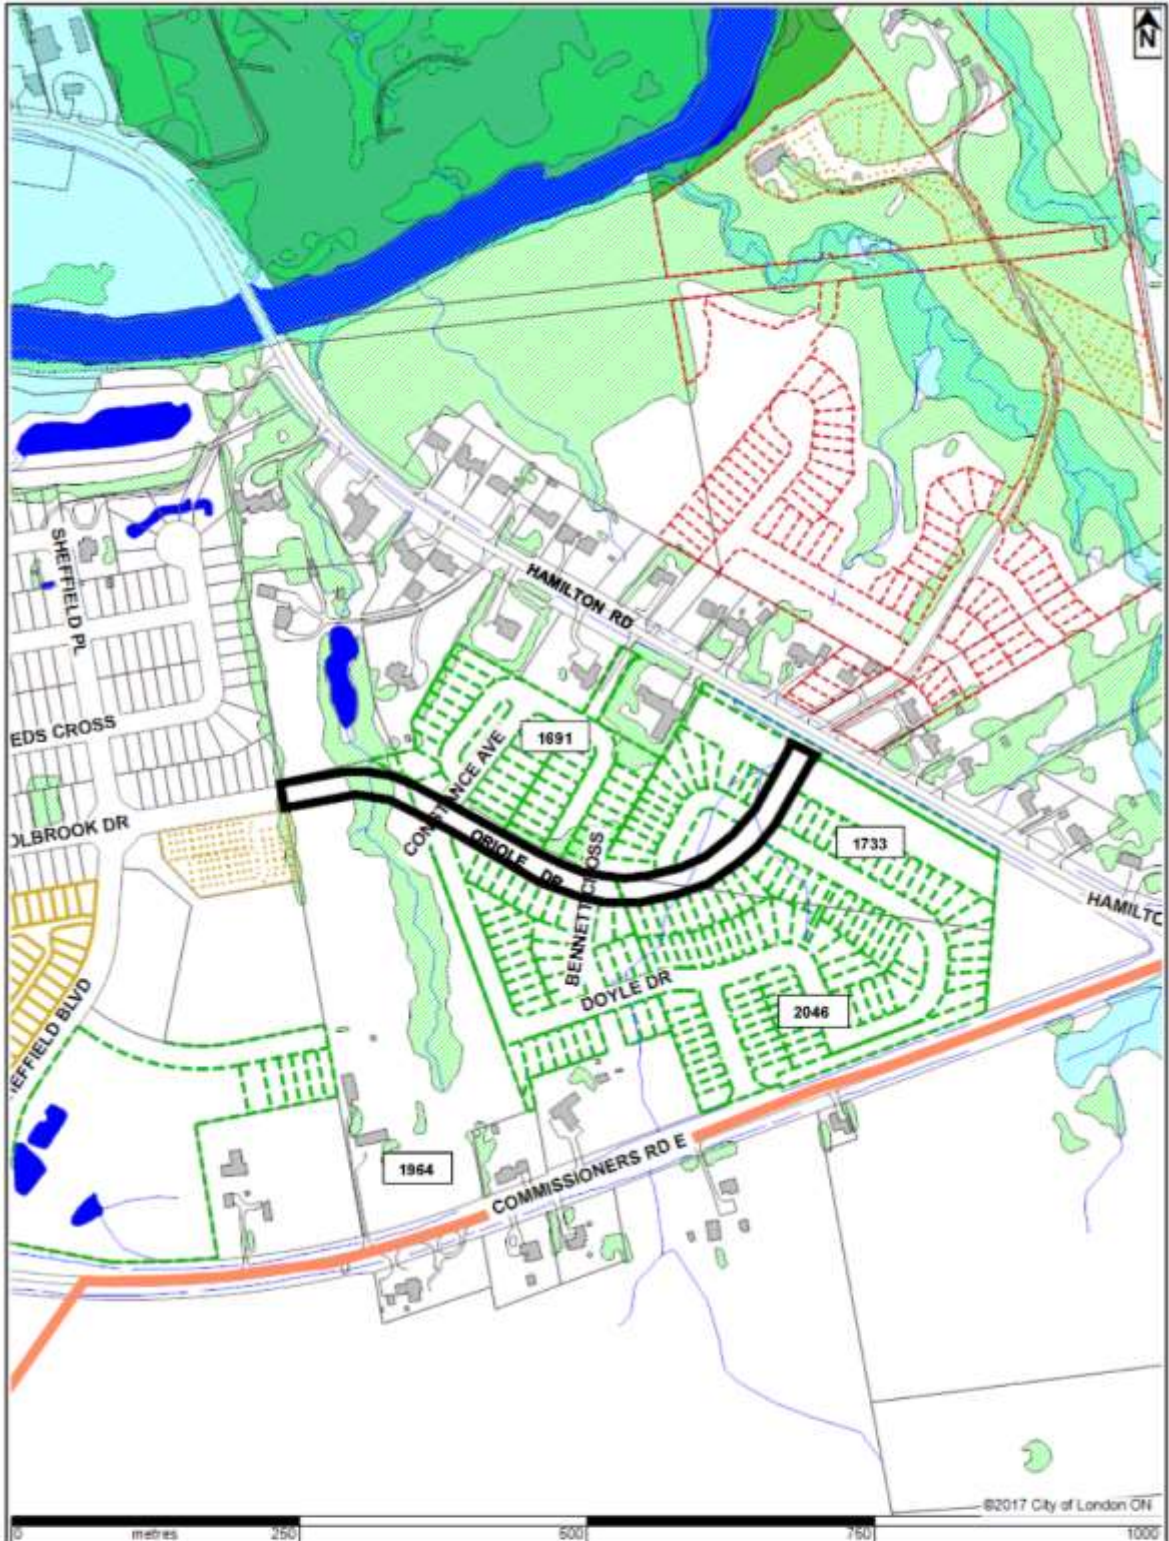 N
HAMILTON RD
SHEFFIELD PL
EDS CROSS
1691
CONSTANCE AVE
OLBROOK DR
ORIOLE DR
BENNETT CROSS
1733
HAMILTO
DOYLE DR
2046
HEFFIELD BLVD
1964
COMMISSIONERS RD E
©2017 City of London ON
0 metres 250 500 750 1000